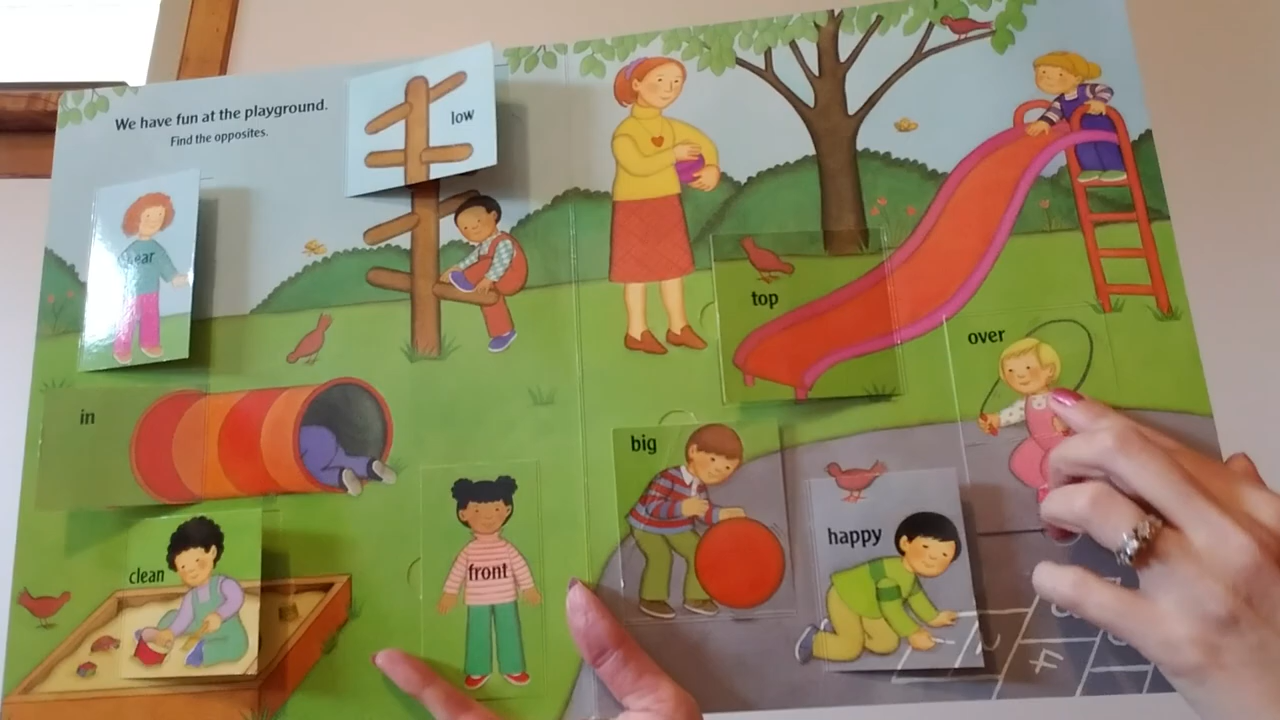 We have fun at the playground.
Find the opposites.
low
top
over
in
big
happy
clean
front
F